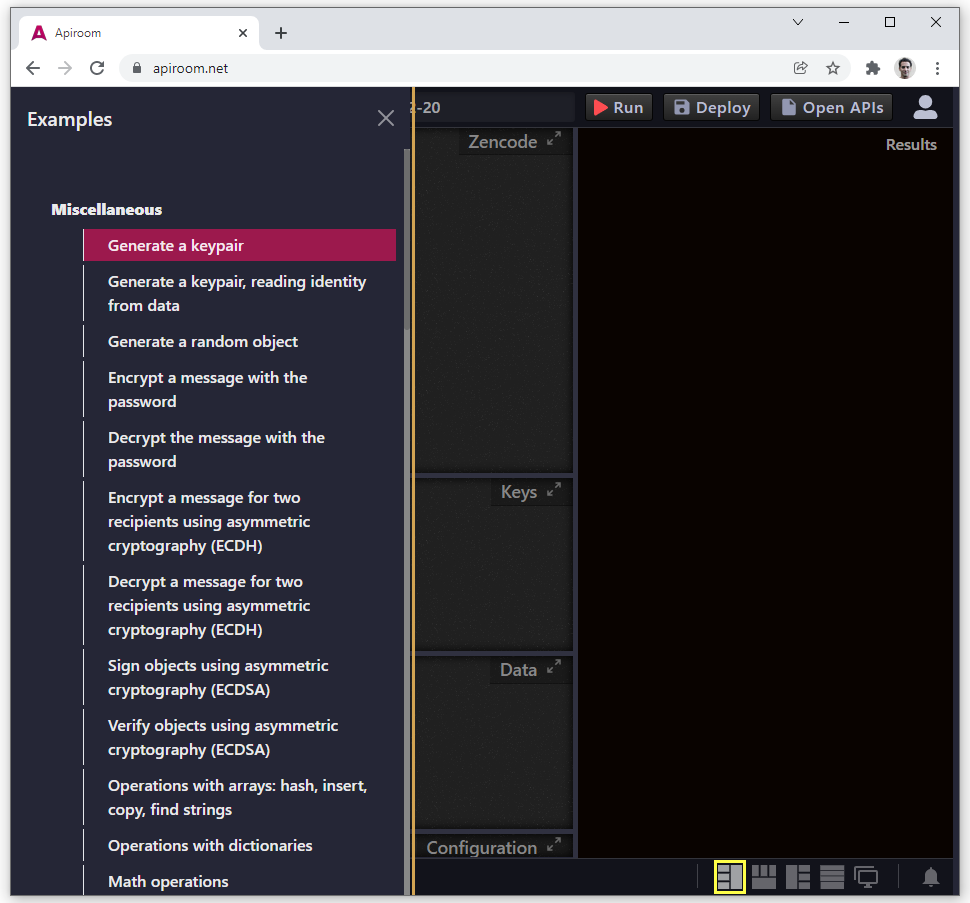 Apiroom
apiroom.net
Examples
2-20
Run
Deploy
Open APIs
Zencode
Results
Miscellaneous
Generate a keypair
Generate a keypair, reading identity
from data
Generate a random object
Encrypt a message with the
password
Decrypt the message with the
password
Encrypt a message for two
recipients using asymmetric
cryptography (ECDH)
Decrypt a message for two
recipients using asymmetric
cryptography (ECDH)
Sign objects using asymmetric
cryptography (ECDSA)
Verify objects using asymmetric
cryptography (ECDSA)
Operations with arrays: hash, insert,
copy, find strings
Operations with dictionaries
Math operations
Keys
Data
Configuration